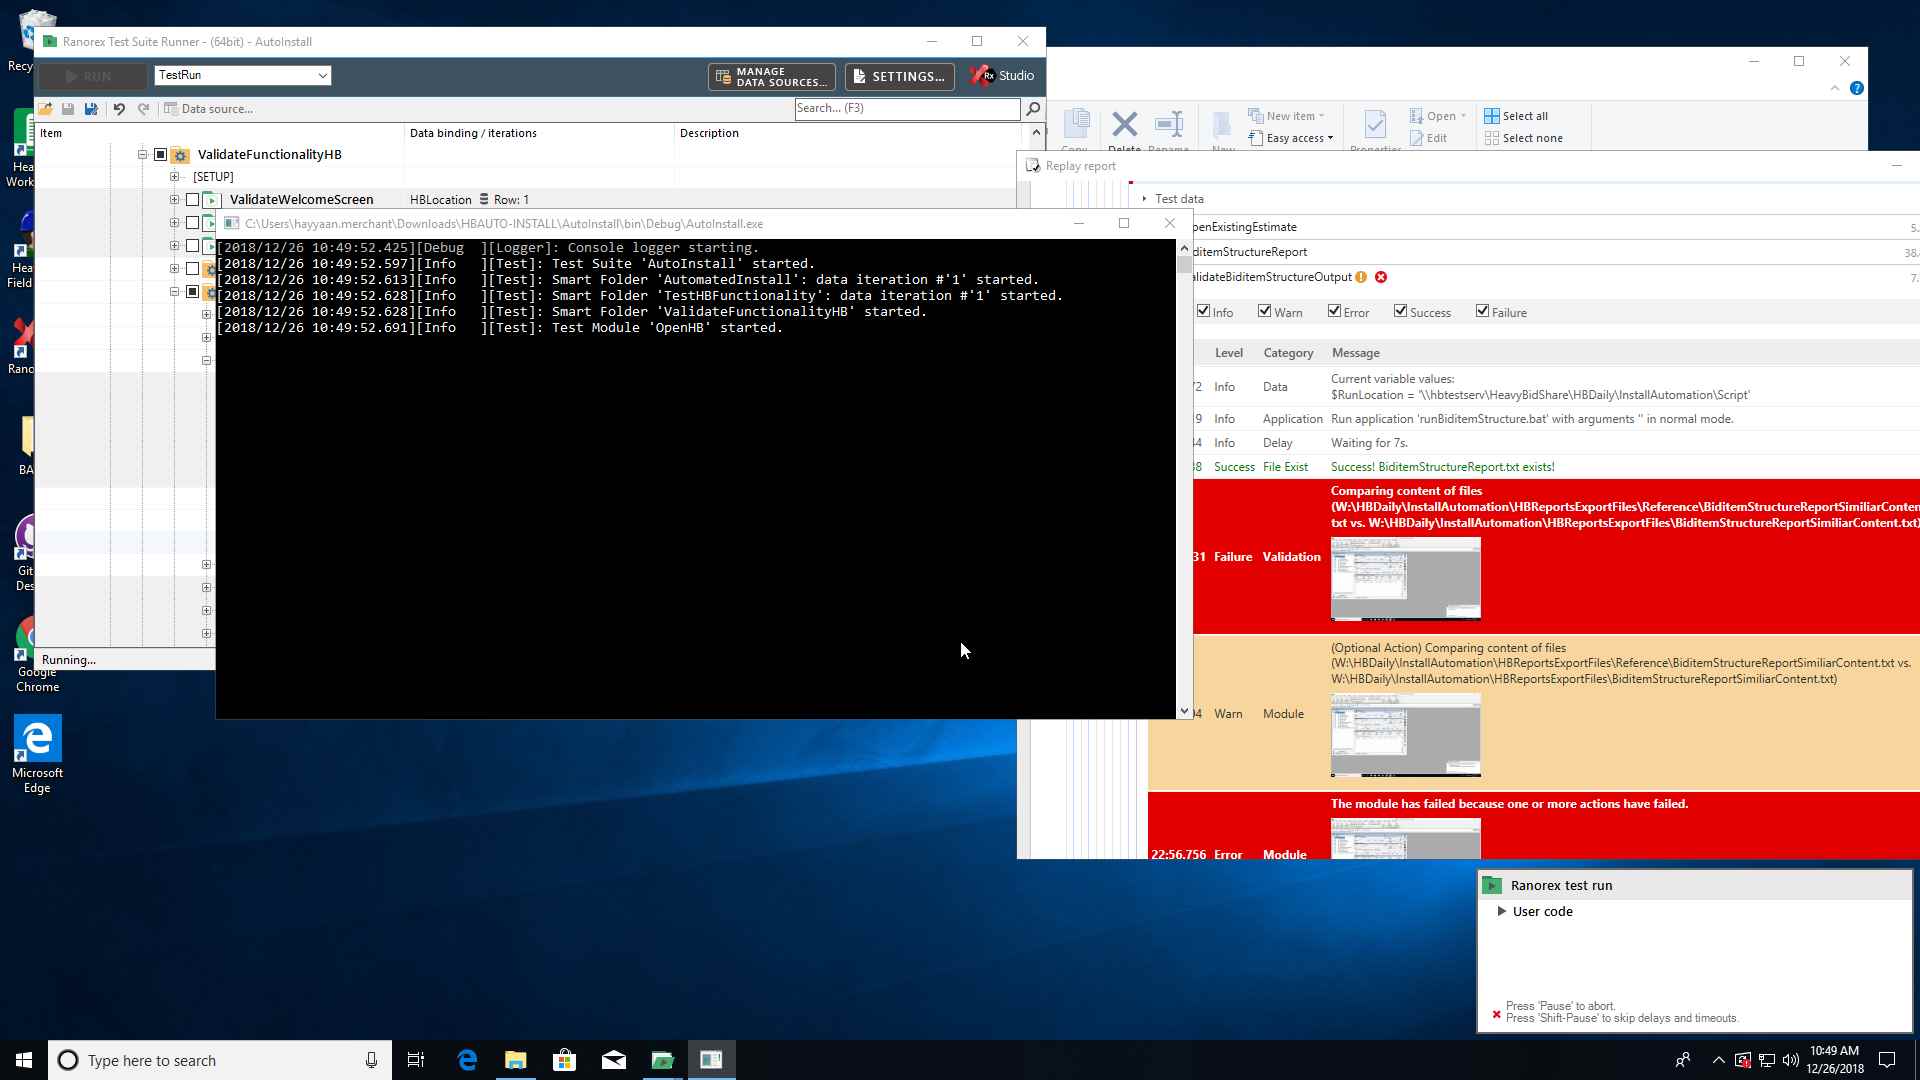 Ranorex Test Suite Runner - (64bit) - AutoInstall
RUN
TestRun
MANAGE
DATA SOURCES...
SETTINGS...
Rx Studio
Data source...
Search... (F3)
Item
Data binding / iterations
Description
ValidateFunctionalityHB
[SETUP]
ValidateWelcomeScreen
HBLocation
Row: 1
Running...
C:\Users\hayyaan.merchant\Downloads\HBAUTO-INSTALL\AutoInstall\bin\Debug\AutoInstall.exe
[2018/12/26 10:49:52.425][Debug  ][Logger]: Console logger starting.
[2018/12/26 10:49:52.597][Info   ][Test]: Test Suite 'AutoInstall' started.
[2018/12/26 10:49:52.613][Info   ][Test]: Smart Folder 'AutomatedInstall': data iteration #'1' started.
[2018/12/26 10:49:52.628][Info   ][Test]: Smart Folder 'TestHBFunctionality': data iteration #'1' started.
[2018/12/26 10:49:52.628][Info   ][Test]: Smart Folder 'ValidateFunctionalityHB' started.
[2018/12/26 10:49:52.691][Info   ][Test]: Test Module 'OpenHB' started.
Copy
Delete
Rename
New
New item
Easy access
Properties
Open
Edit
Select all
Select none
Replay report
Test data
penExistingEstimate
5.
ditemStructureReport
38.
alidateBiditemStructureOutput
7.
Info
Warn
Error
Success
Failure
Level
Category
Message
72
Info
Data
Current variable values:
$RunLocation = '\\hbtestserv\HeavyBidShare\HBDaily\InstallAutomation\Script'
9
Info
Application
Run application 'runBiditemStructure.bat' with arguments '' in normal mode.
44
Info
Delay
Waiting for 7s.
38
Success
File Exist
Success! BiditemStructureReport.txt exists!
31
Failure
Validation
Comparing content of files
(W:\HBDaily\InstallAutomation\HBReportsExportFiles\Reference\BiditemStructureReportSimiliarConten
txt vs. W:\HBDaily\InstallAutomation\HBReportsExportFiles\BiditemStructureReportSimiliarContent.txt)
94
Warn
Module
(Optional Action) Comparing content of files
(W:\HBDaily\InstallAutomation\HBReportsExportFiles\Reference\BiditemStructureReportSimiliarContent.txt vs.
W:\HBDaily\InstallAutomation\HBReportsExportFiles\BiditemStructureReportSimiliarContent.txt)
22:56.756
Error
Module
The module has failed because one or more actions have failed.
Ranorex test run
User code
Press 'Pause' to abort.
Press 'Shift-Pause' to skip delays and timeouts.
Recy
Hea
Work
Hea
Field
Rano
BA
Git
Des
Google
Chrome
Microsoft
Edge
Type here to search
10:49 AM
12/26/2018